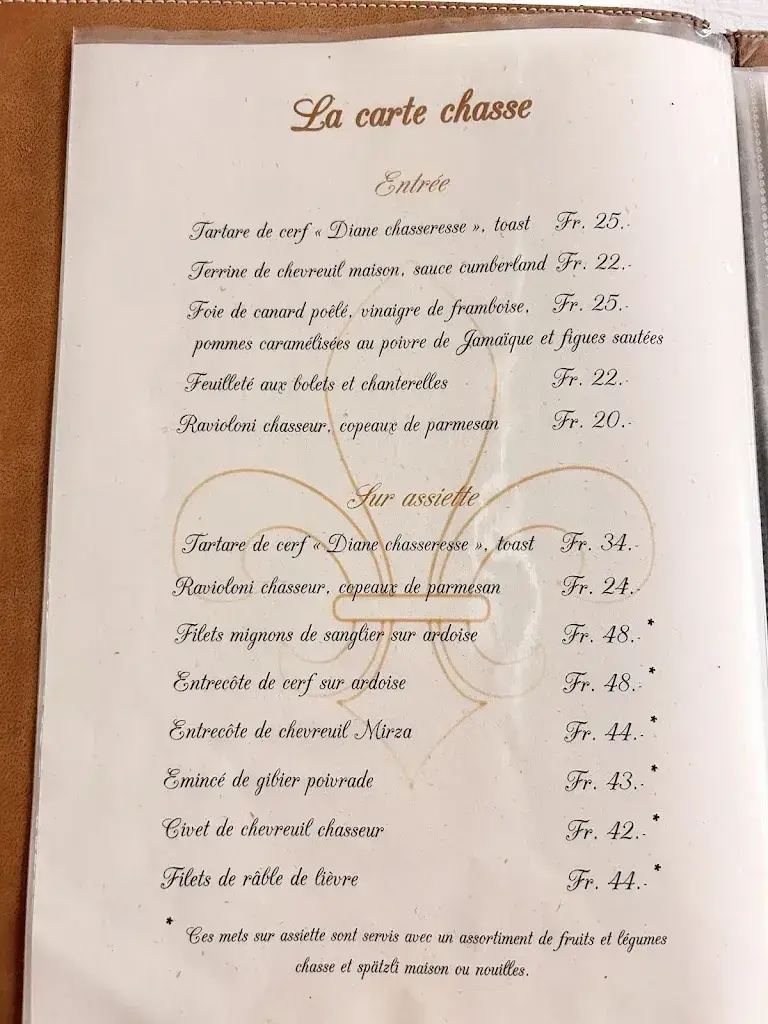 La carte chasse
Entrée
Tartare de cerf « Diane chasseresse », toast Fr. 25.-
Terrine de chevreuil maison, sauce cumberland Fr. 22.-
Foie de canard poêlé, vinaigre de framboise, Fr. 25.-
pommes caramélisées au poivre de Jamaïque et figues sautées
Feuilleté aux bolets et chanterelles Fr. 22.-
Ravioloni chasseur, copeaux de parmesan Fr. 20.-
Sur assiette
Tartare de cerf « Diane chasseresse », toast Fr. 34.-
Ravioloni chasseur, copeaux de parmesan Fr. 24.-
Filets mignons de sanglier sur ardoise Fr. 48.-*
Entrecôte de cerf sur ardoise Fr. 48.-*
Entrecôte de chevreuil Mirza Fr. 44.-*
Emincé de gibier poivrade Fr. 43.-*
Civet de chevreuil chasseur Fr. 42.-*
Filets de râble de lièvre Fr. 44.-*
* Ces mets sur assiette sont servis avec un assortiment de fruits et légumes
chasse et spätzli maison ou nouilles.